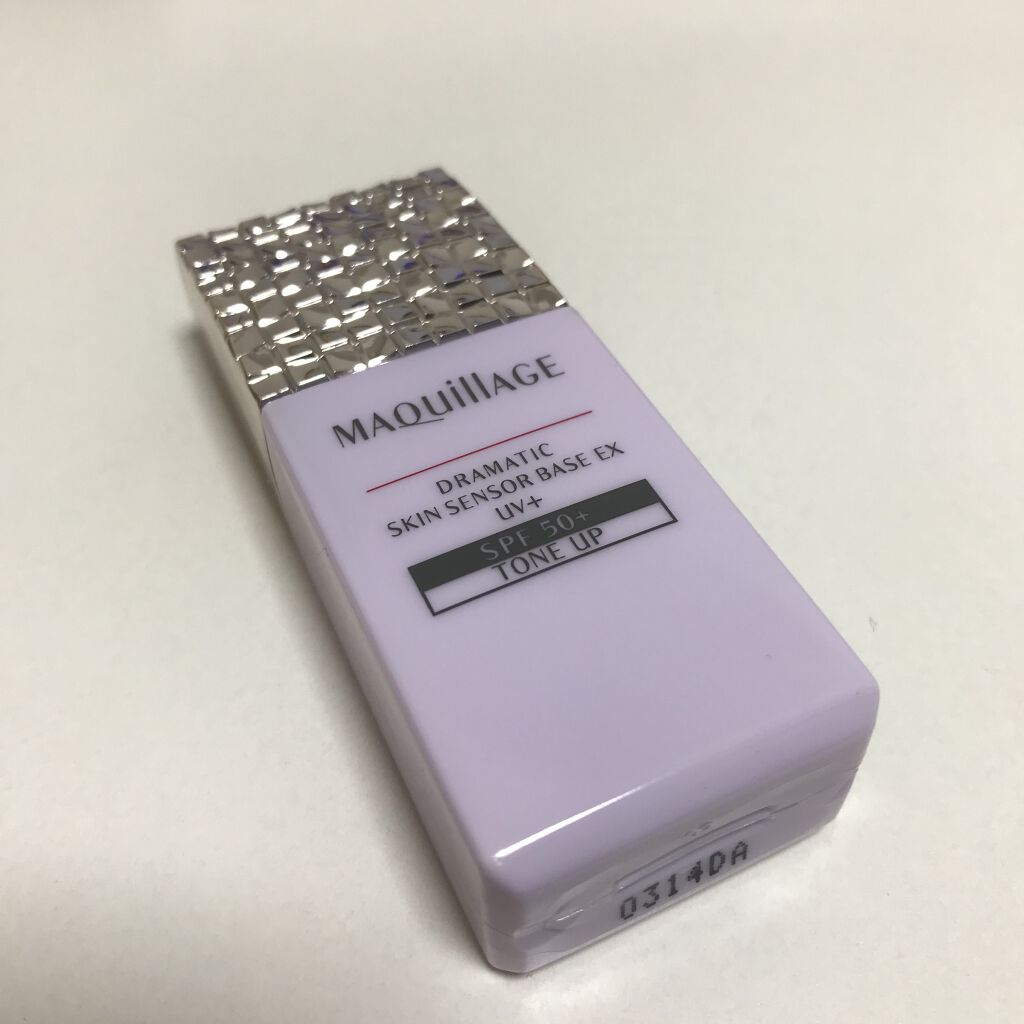 MAQuillAGE
DRAMATIC
SKIN SENSOR BASE EX
UV+
SPF 50+
TONE UP
0314DA